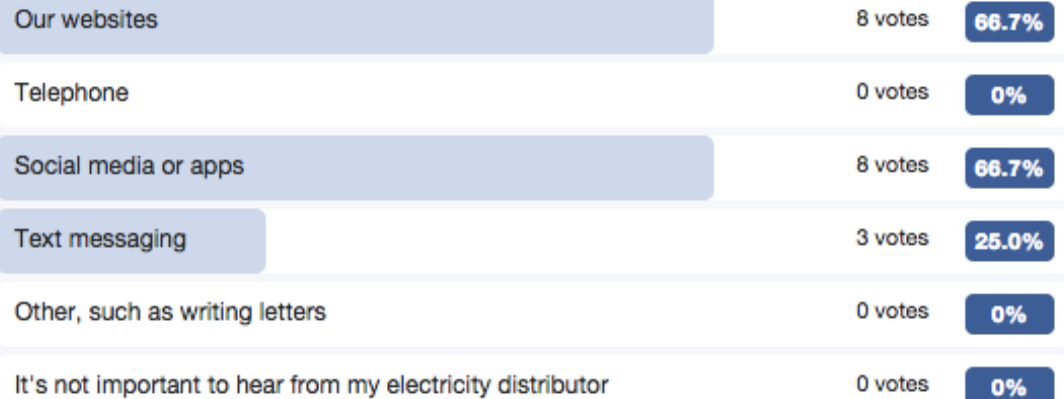 Our websites 8 votes 66.7%
Telephone 0 votes 0%
Social media or apps 8 votes 66.7%
Text messaging 3 votes 25.0%
Other, such as writing letters 0 votes 0%
It's not important to hear from my electricity distributor 0 votes 0%